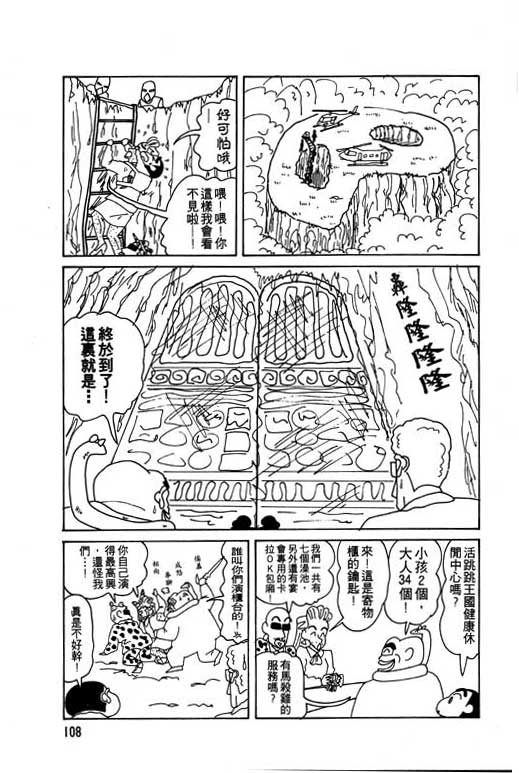 好可怕哦
──
喂！喂！你
這樣我會看
不見啦──
轟隆隆隆隆
終於到了！
這裏就是⋯
活跳跳王國健康休
閒中心嗎？
小孩2個，
大人34個！
來！這是寄物
櫃的鑰匙！
我們一共有
七個澡池，
另外還有宴
會專用的卡
拉OK包廂！
有馬殺雞的
服務嗎？
誰叫你們演
櫃台的！
你自己演
得最高興
，還怪我
們⋯！
真是不好幹！
108